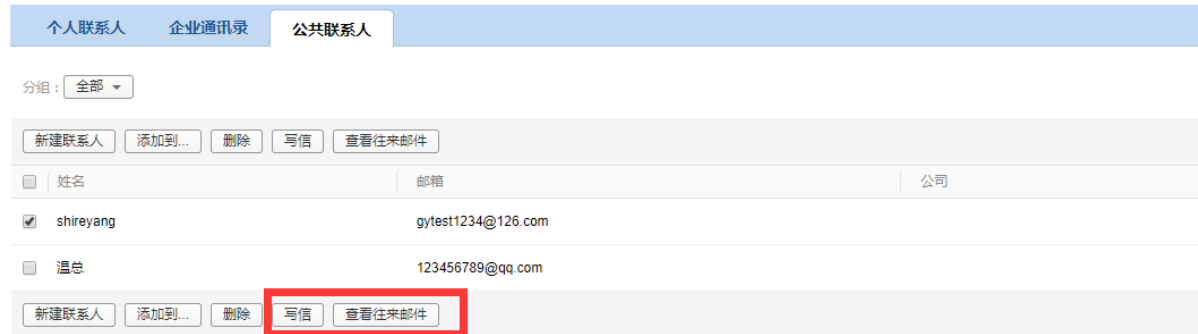 个人联系人 企业通讯录 公共联系人
分组： 全部
新建联系人 添加到... 删除 写信 查看往来邮件
姓名 邮箱 公司
shireyang gytest1234@126.com
温总 123456789@qq.com
新建联系人 添加到... 删除 写信 查看往来邮件